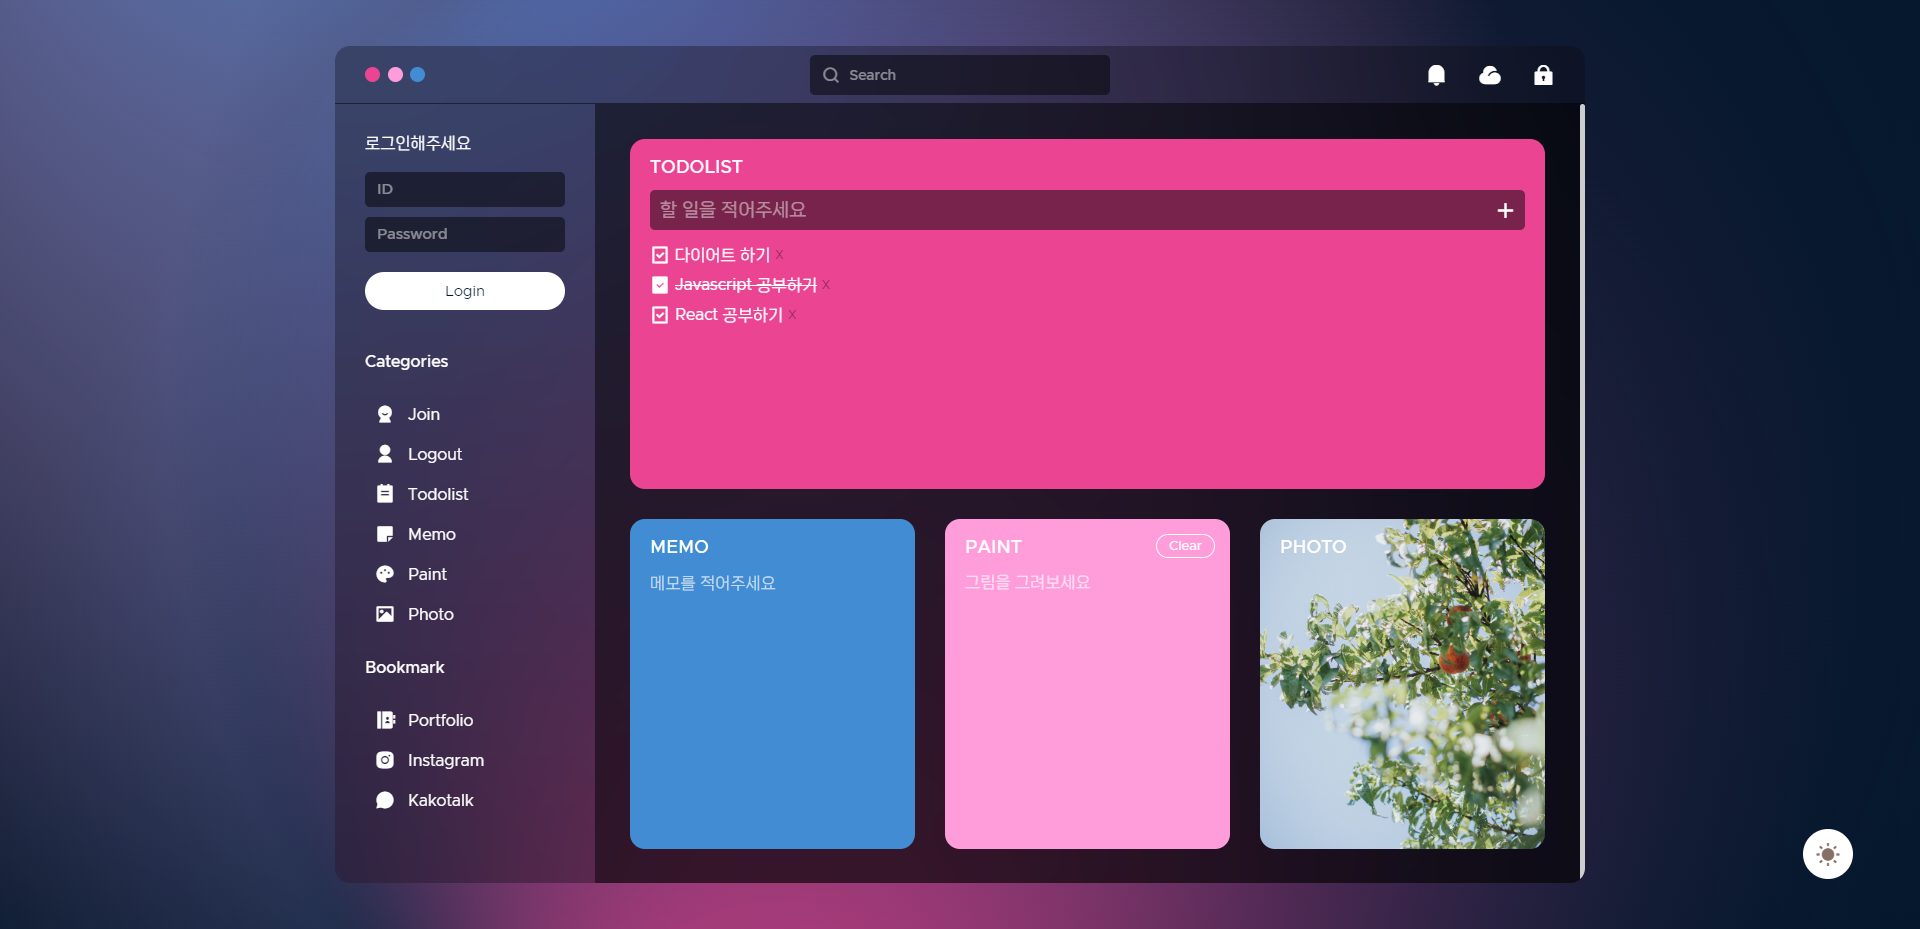 Search
로그인해주세요
ID
Password
Login
Categories
Join
Logout
Todolist
Memo
Paint
Photo
Bookmark
Portfolio
Instagram
Kakotalk
TODOLIST
할 일을 적어주세요
다이어트 하기 x
Javascript 공부하기 x
React 공부하기 x
MEMO
메모를 적어주세요
PAINT
Clear
그림을 그려보세요
PHOTO